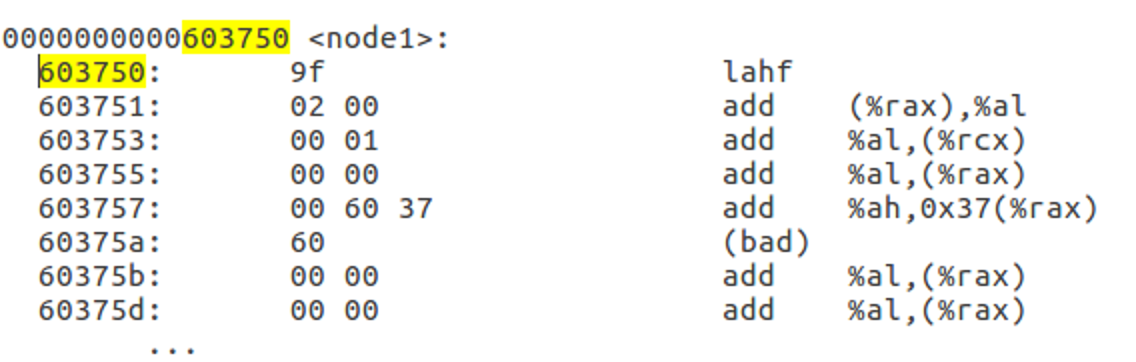 0000000000603750 <node1>:
603750: 9f lahf
603751: 02 00 add (%rax),%al
603753: 00 01 add %al,(%rcx)
603755: 00 00 add %al,(%rax)
603757: 00 60 37 add %ah,0x37(%rax)
60375a: 60 (bad)
60375b: 00 00 add %al,(%rax)
60375d: 00 00 add %al,(%rax)
...